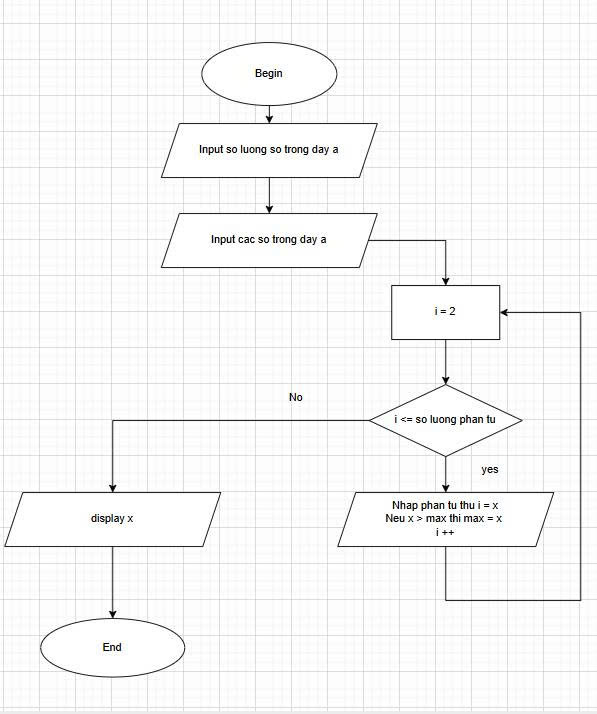 Begin
Input so luong so trong day a
Input cac so trong day a
i = 2
i <= so luong phan tu
No
yes
Nhap phan tu thu i = x
Neu x > max thi max = x
i ++
display x
End